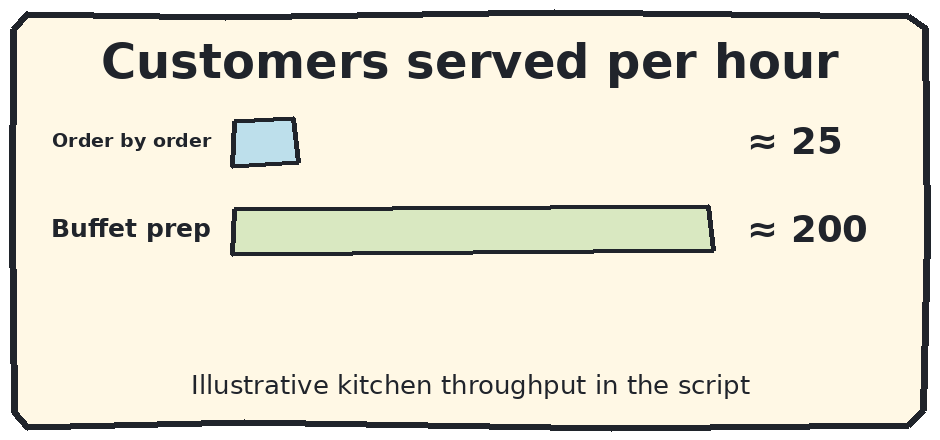 Customers served per hour
Order by order ≈ 25
Buffet prep ≈ 200
Illustrative kitchen throughput in the script